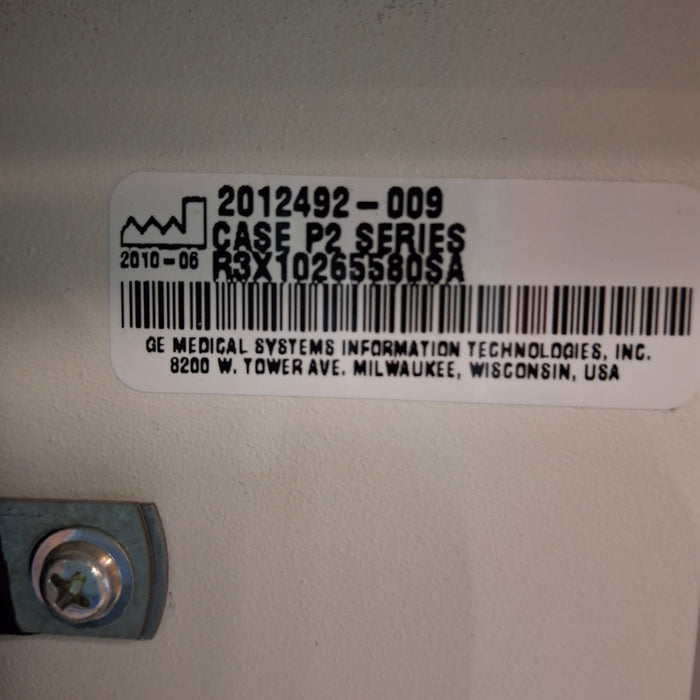 2012492-009
CASE P2 SERIES
2010-06
R3X10265580SA
GE MEDICAL SYSTEMS INFORMATION TECHNOLOGIES, INC.
8200 W. TOWER AVE. MILWAUKEE, WISCONSIN, USA